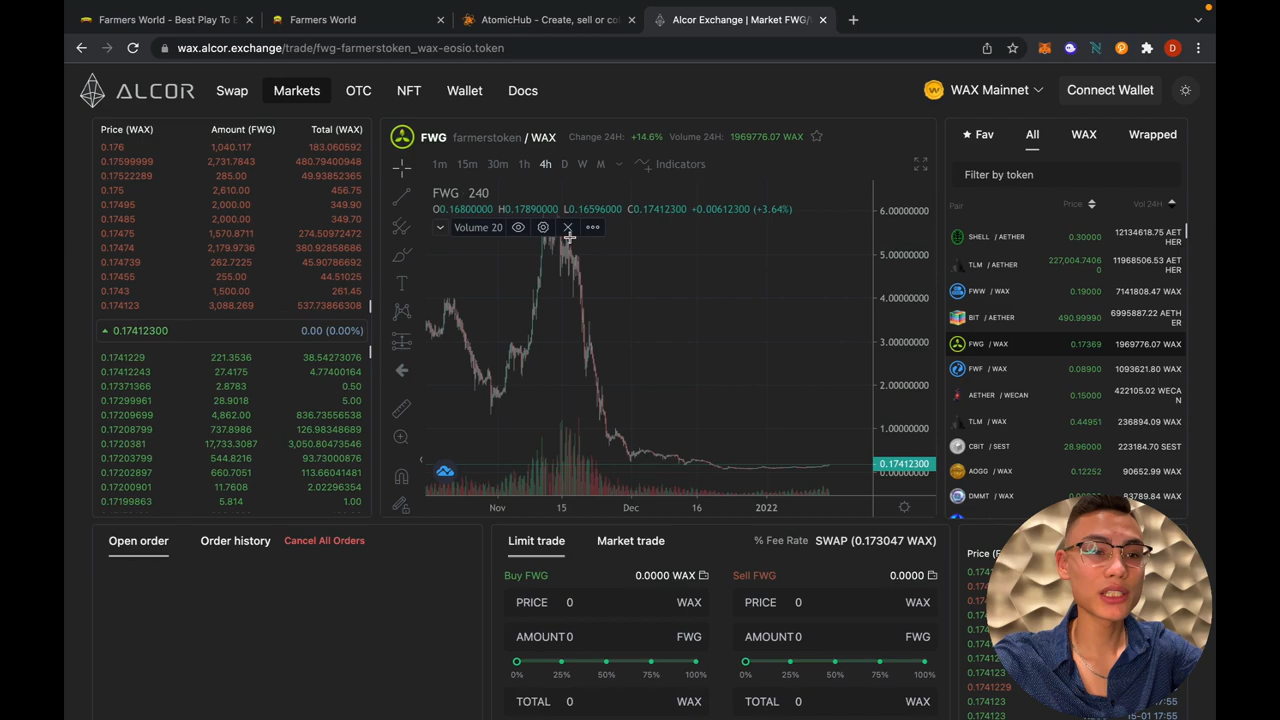 Farmers World - Best Play To E
Farmers World
AtomicHub - Create, sell or co
Alcor Exchange | Market FWG/
wax.alcor.exchange/trade/fwg-farmerstoken_wax-eosio.token
D
ALCOR
Swap
Markets
OTC
NFT
Wallet
Docs
WAX Mainnet
Connect Wallet
Price (WAX) Amount (FWG) Total (WAX)
0.176 1,040.117 183.060592
0.17599999 2,731.7843 480.79400948
0.17522289 285.00 49.93852365
0.175 2,610.00 456.75
0.17495 2,000.00 349.90
0.17485 2,000.00 349.70
0.17475 1,570.8711 274.50972472
0.1474 2,179.9736 380.92858686
0.174739 262.7225 45.90786692
0.17455 255.00 44.51025
0.1743 1,500.00 261.45
0.174123 3,088.269 537.73866308
0.17412300 0.00 (0.00%)
0.1741229 221.3536 38.54273076
0.17412243 27.4175 4.77400164
0.17371366 2.8783 0.50
0.17299961 28.9018 5.00
0.17209699 4,862.00 836.73556538
0.17208799 737.8986 126.98348689
0.1720381 17,733.3087 3,050.80473546
0.17203299 544.8216 93.73000876
0.17202897 660.7051 113.66041481
0.17200901 11.7608 2.02296354
0.17199863 5.814 1.00
FWG farmerstoken / WAX Change 24H: +14.6% Volume 24H: 1969776.07 WAX
1m 15m 30m 1h 4h D W M Indicators
FWG 240
O0.16800000 H0.17890000 L0.16596000 C0.17412300 +0.00612300 (+3.64%)
Volume 20
6.00000000
5.00000000
4.00000000
3.00000000
2.00000000
1.00000000
0.17412300
0.00000000
Nov 15 Dec 16 2022
Fav All WAX Wrapped
Filter by token
Pair Price Vol 24H
SHELL / AETHER 0.30000 12134618.75 AET
HER
TLM / AETHER 227,004.7406
0 11968506.53 AET
HER
FWW / WAX 0.19000 7141808.47 WAX
BIT / AETHER 490.99990 6995887.22 AETH
ER
FWG / WAX 0.17369 1969776.07 WAX
FWF / WAX 0.08900 1093621.80 WAX
AETHER / WECAN 0.15000 422105.02 WECA
N
TLM / WAX 0.44951 236894.09 WAX
CBIT / SEST 28.96000 223184.70 SEST
AOGG / WAX 0.12252 90652.99 WAX
DMMT / WAX 83789.84 WAX
Open order
Order history
Cancel All Orders
Limit trade
Market trade
% Fee Rate SWAP (0.173047 WAX)
Buy FWG 0.0000 WAX
Sell FWG 0.0000
PRICE 0 WAX
PRICE 0 WAX
AMOUNT 0 FWG
AMOUNT 0 FWG
0% 25% 50% 75% 100%
0% 25% 50% 75% 100%
TOTAL 0 WAX
TOTAL 0 WAX